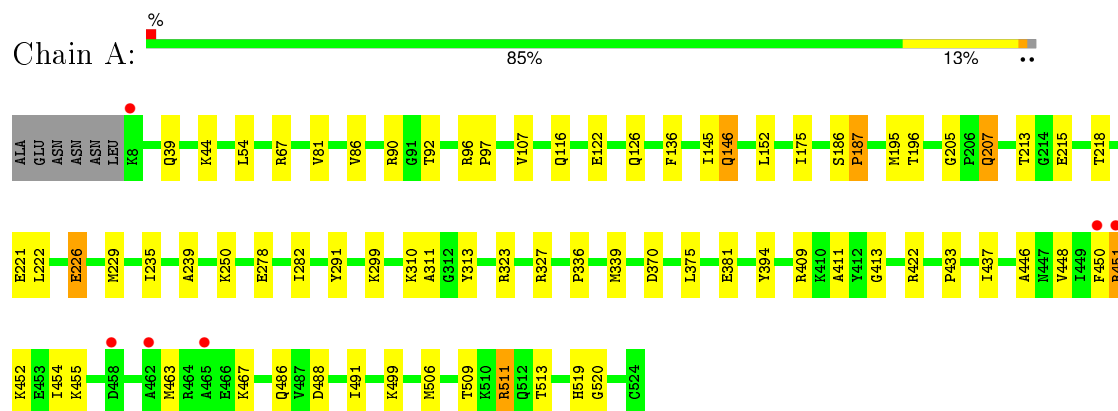 %
Chain A:
85% 13% ••
ALA GLU ASN ASN ASN LEU K8 Q39 K44 L54 R67 V81 V86 R90 G91 T92 R96 P97 V107 Q116 E122 Q126 F136 I145 Q146 L152 I175 S186 P187 M195 T196 G205 P206 Q207 T213 G214 E215 T218
E221 L222 E226 M229 I235 A239 K250 E278 I282 Y291 K299 K310 A311 G312 Y313 R323 R327 P336 M339 D370 L375 E381 Y394 R409 K410 A411 Y412 G413 R422 P433 I437 A446 N447 V448 I449 F450 R451
K452 E453 I454 K455 D458 A462 M463 R464 A465 E466 K467 Q486 V487 D488 I491 K499 M506 T509 K510 R511 Q512 T513 H519 G520 C524